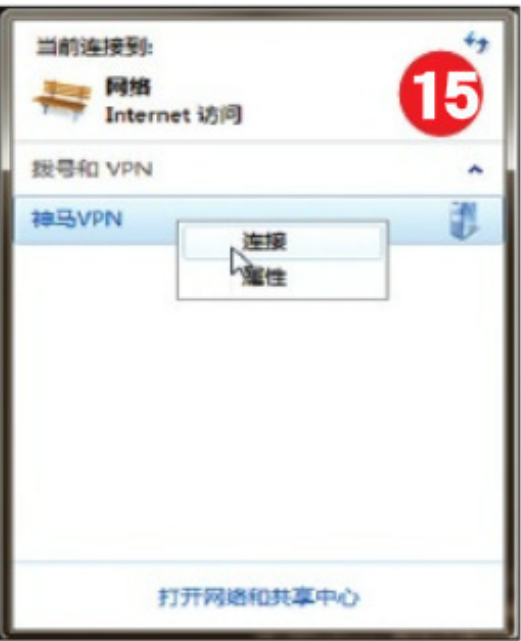 当前连接到:
15
网络
Internet 访问
拨号和 VPN
神马VPN
连接
属性
打开网络和共享中心